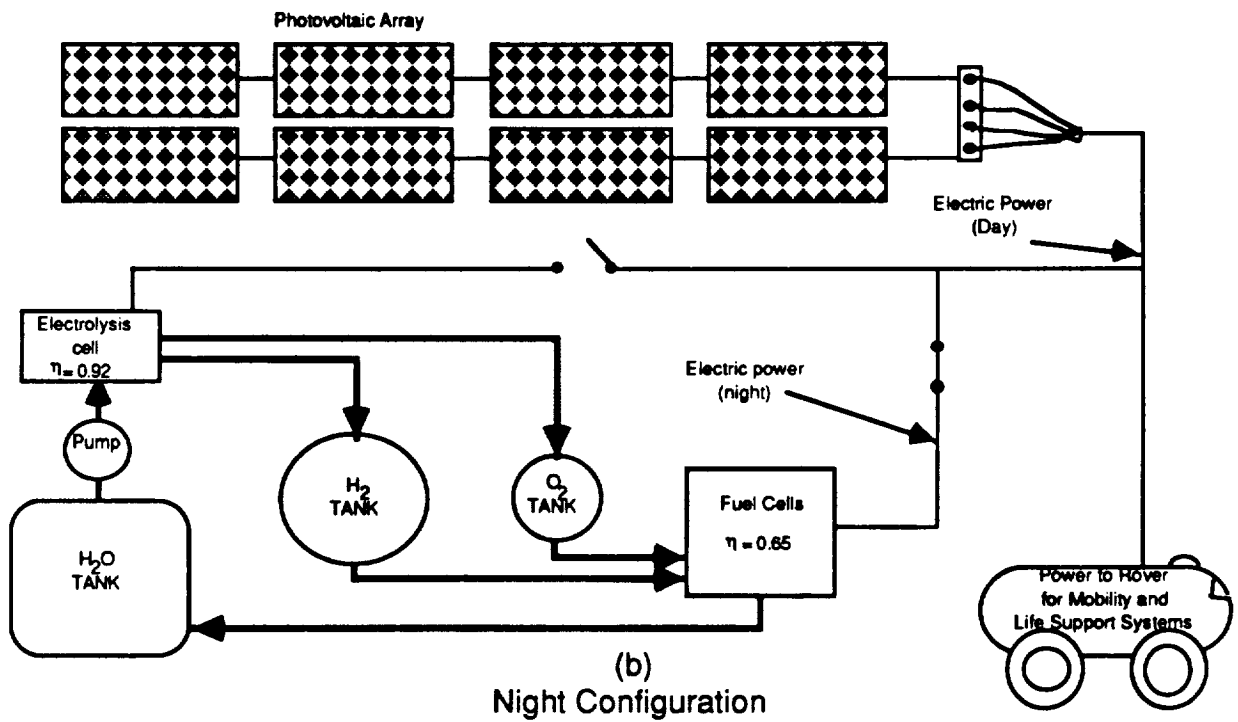 Photovoltaic Array
Electric Power
(Day)
Electrolysis
cell
η = 0.92
Electric power
(night)
Pump
H2
TANK
O2
TANK
Fuel Cells
η = 0.65
H2O
TANK
Power to Rover
for Mobility and
Life Support Systems
(b)
Night Configuration